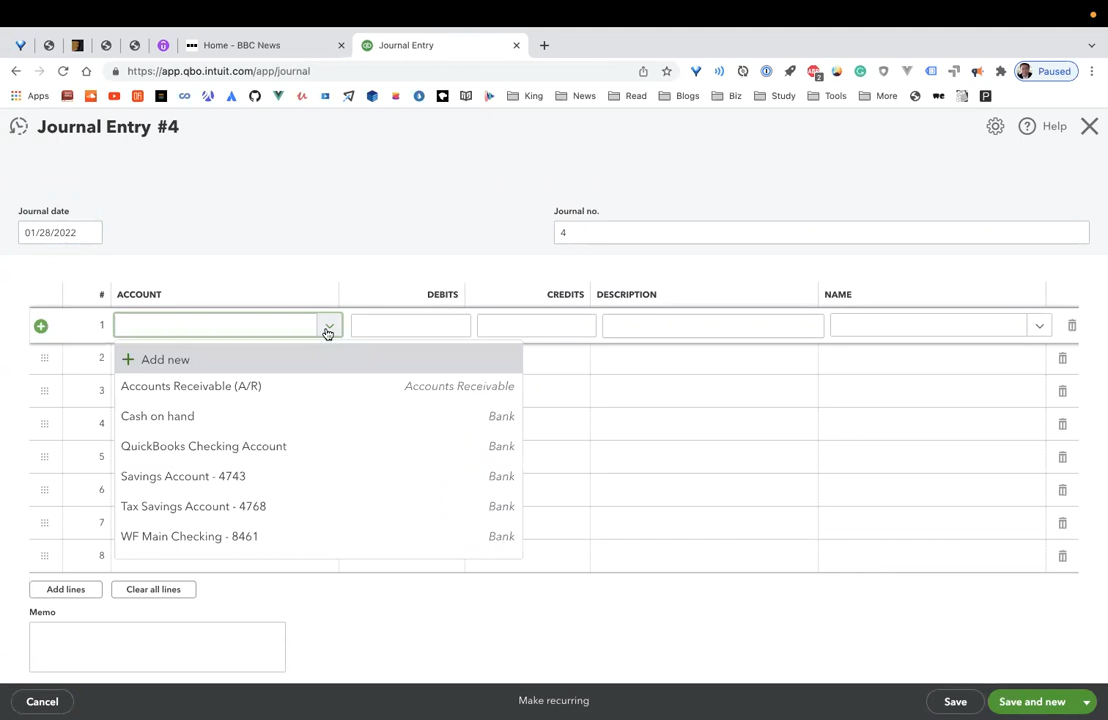 Home – BBC News
Journal Entry
https://app.qbo.intuit.com/app/journal
2
Paused
Apps
King
News
Read
Blogs
Biz
Study
Tools
More
we
Journal Entry #4
Help
Journal date
Journal no.
01/28/2022
4
# ACCOUNT DEBITS CREDITS DESCRIPTION NAME
1
Add new
2
Accounts Receivable (A/R) Accounts Receivable
3
Cash on hand Bank
4
QuickBooks Checking Account Bank
5
Savings Account - 4743 Bank
6
Tax Savings Account - 4768 Bank
7
WF Main Checking - 8461 Bank
8
Add lines
Clear all lines
Memo
Cancel
Make recurring
Save
Save and new